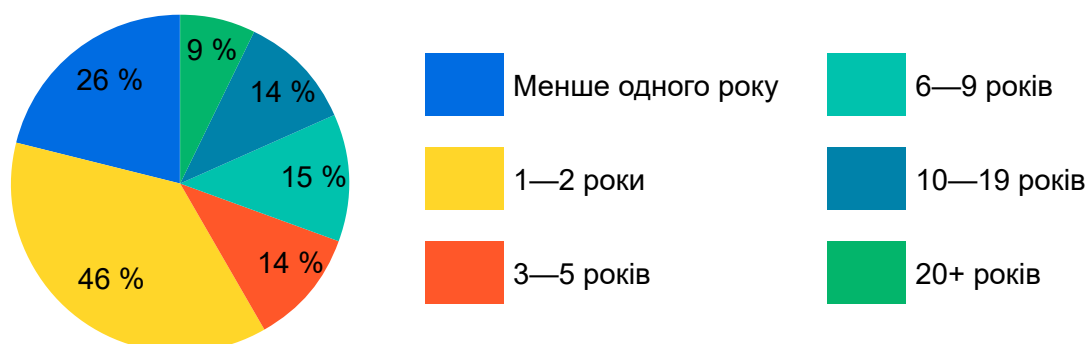 26 %
9 %
14 %
15 %
14 %
46 %
Менше одного року
1—2 роки
3—5 років
6—9 років
10—19 років
20+ років